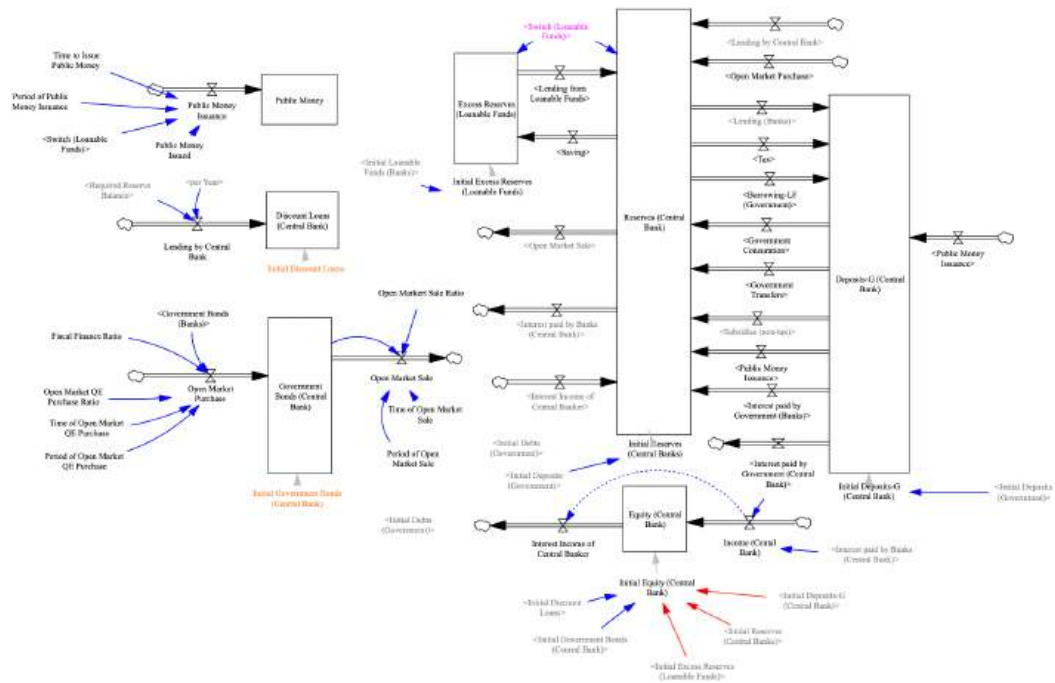 Time to Issue
Public Money
Period of Public
Money Issuance
<Switch (Loanable
Funds)>
Public Money
Issued
Public Money
Issuance
Public Money
<Required Reserve
Balance>
<per Year>
Lending by Central
Bank
Discount Loans
(Central Bank)
Initial Discount Loans
<Government Bonds
(Banks)>
Fiscal Finance Ratio
Open Market QE
Purchase Ratio
Time of Open Market
QE Purchase
Period of Open Market
QE Purchase
Open Market
Purchase
Government
Bonds (Central
Bank)
Initial Government Bonds
(Central Bank)
Open Markert Sale Ratio
Open Market Sale
Time of Open Market
Sale
Period of Open
Market Sale
<Initial Debts
(Government)>
<Switch (Loanable
Funds)>
Excess Reserves
(Loanable Funds)
<Lending from
Loanable Funds>
<Saving>
<Initial Loanable
Funds (Banks)>
Initial Excess Reserves
(Loanable Funds)
<Open Market Sale>
<Interest paid by Banks
(Central Bank)>
<Interest Income of
Central Banker>
Reserves (Central
Bank)
<Initial Debts
(Government)>
<Initial Deposits
(Government)>
Initial Reserves
(Central Banks)
<Lending by Central Bank>
<Open Market Purchase>
<Lending (Banks)>
<Tax>
<Borrowing-Lf
(Government)>
<Government
Consumption>
<Government
Transfers>
<Public Money
Issuance>
<Interest paid by
Government (Banks)>
<Interest paid by
Government (Central
Bank)>
Deposits-G (Central
Bank)
<Public Money
Issuance>
Initial Deposits-G
(Central Bank)
<Initial Deposits
(Government)>
Equity (Central
Bank)
Interest Income of
Central Banker
Income (Central
Bank)
<Interest paid by Banks
(Central Bank)>
Initial Equity (Central
Bank)
<Initial Discount
Loans>
<Initial Government Bonds
(Central Bank)>
<Initial Deposits-G
(Central Bank)>
<Initial Reserves
(Central Banks)>
<Initial Excess Reserves
(Loanable Funds)>